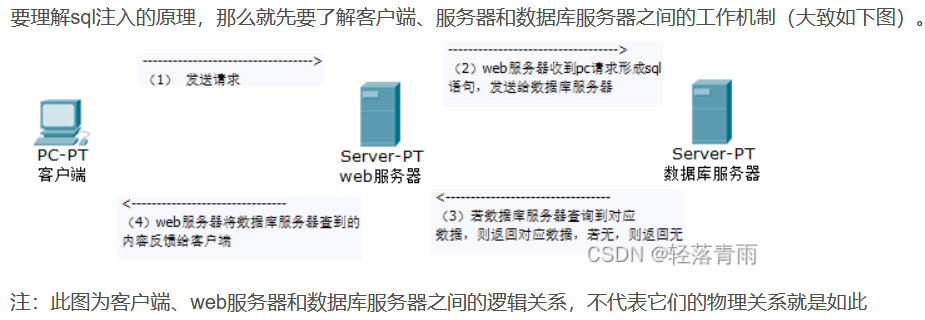 要理解sql注入的原理，那么就先要了解客户端、服务器和数据库服务器之间的工作机制（大致如下图）。
---------------------------------->
（1） 发送请求
---------------------------------->
（2）web服务器收到pc请求形成sql
语句，发送给数据库服务器
PC-PT
客户端
Server-PT
web服务器
Server-PT
数据库服务器
<-------------------------------
（4）web服务器将数据库服务器查到的
内容反馈给客户端
<---------------------------------
（3）若数据库服务器查询到对应
数据，则返回对应数据，若无，则返回无
CSDN @轻落青雨
注：此图为客户端、web服务器和数据库服务器之间的逻辑关系，不代表它们的物理关系就是如此